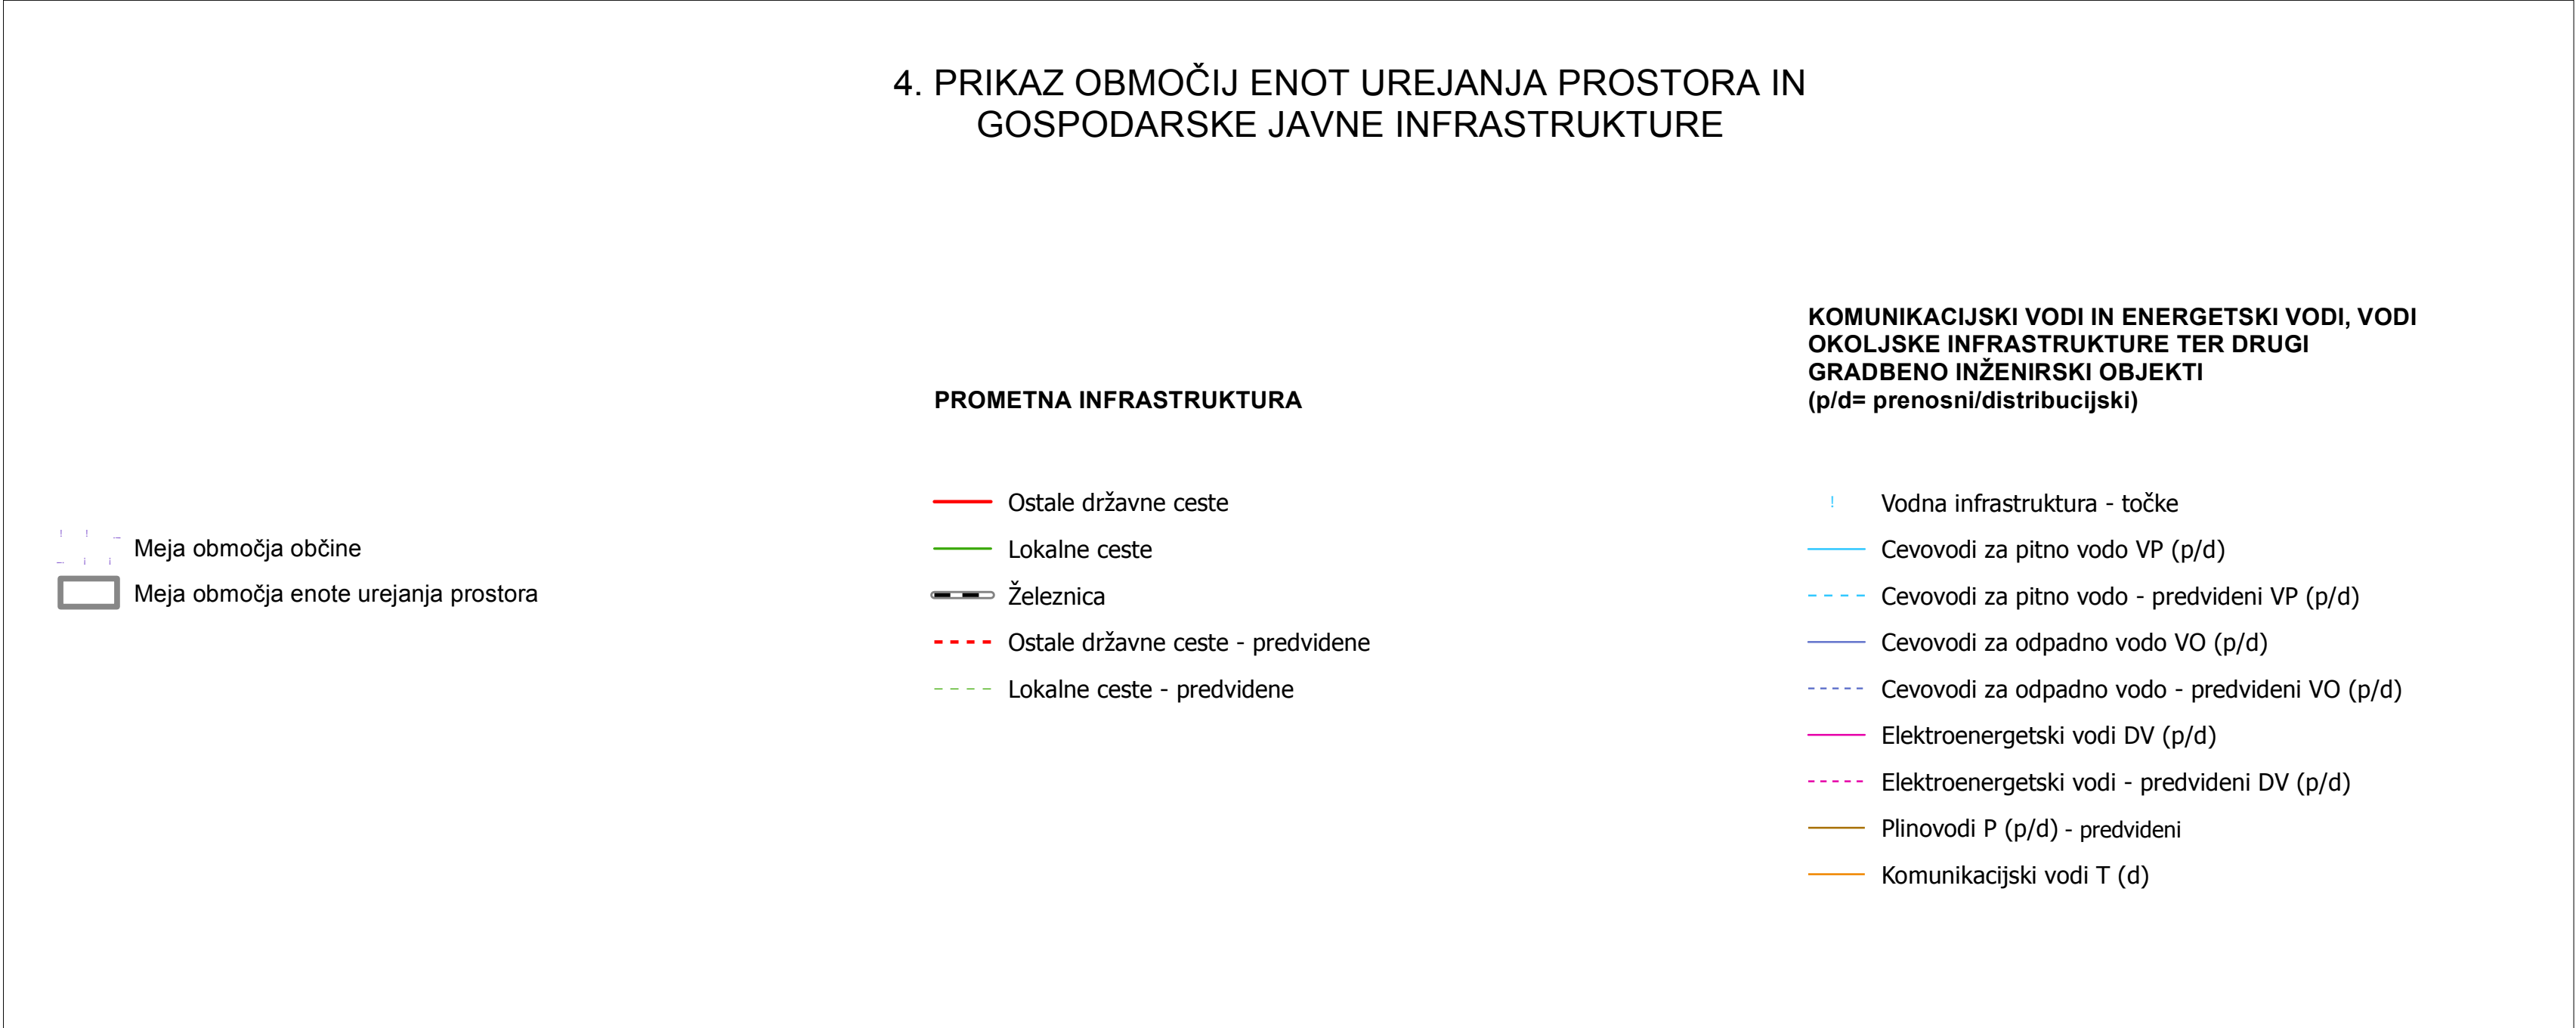 4. PRIKAZ OBMOČIJ ENOT UREJANJA PROSTORA IN
GOSPODARSKE JAVNE INFRASTRUKTURE
Meja območja občine
Meja območja enote urejanja prostora
PROMETNA INFRASTRUKTURA
Ostale državne ceste
Lokalne ceste
Železnica
Ostale državne ceste - predvidene
Lokalne ceste - predvidene
KOMUNIKACIJSKI VODI IN ENERGETSKI VODI, VODI
OKOLJSKE INFRASTRUKTURE TER DRUGI
GRADBENO INŽENIRSKI OBJEKTI
(p/d= prenosni/distribucijski)
Vodna infrastruktura - točke
Cevovodi za pitno vodo VP (p/d)
Cevovodi za pitno vodo - predvideni VP (p/d)
Cevovodi za odpadno vodo VO (p/d)
Cevovodi za odpadno vodo - predvideni VO (p/d)
Elektroenergetski vodi DV (p/d)
Elektroenergetski vodi - predvideni DV (p/d)
Plinovodi P (p/d) - predvideni
Komunikacijski vodi T (d)